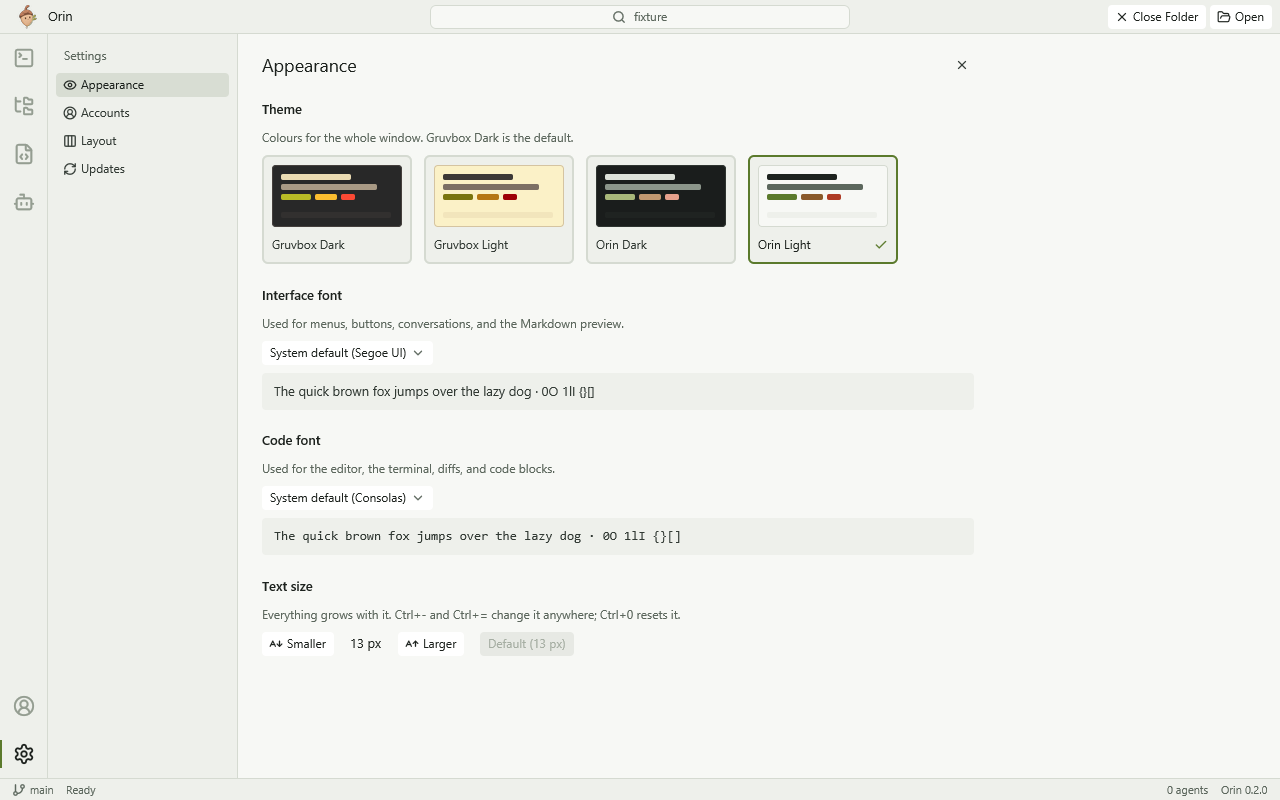 Orin
fixture
Close Folder
Open
Settings
Appearance
Accounts
Layout
Updates
Appearance
Theme
Colours for the whole window. Gruvbox Dark is the default.
Gruvbox Dark
Gruvbox Light
Orin Dark
Orin Light
Interface font
Used for menus, buttons, conversations, and the Markdown preview.
System default (Segoe UI)
The quick brown fox jumps over the lazy dog · 0O 1lI {}[]
Code font
Used for the editor, the terminal, diffs, and code blocks.
System default (Consolas)
The quick brown fox jumps over the lazy dog · 0O 1lI {}[]
Text size
Everything grows with it. Ctrl+- and Ctrl+= change it anywhere; Ctrl+0 resets it.
A Smaller
13 px
A Larger
Default (13 px)
main
Ready
0 agents
Orin 0.2.0